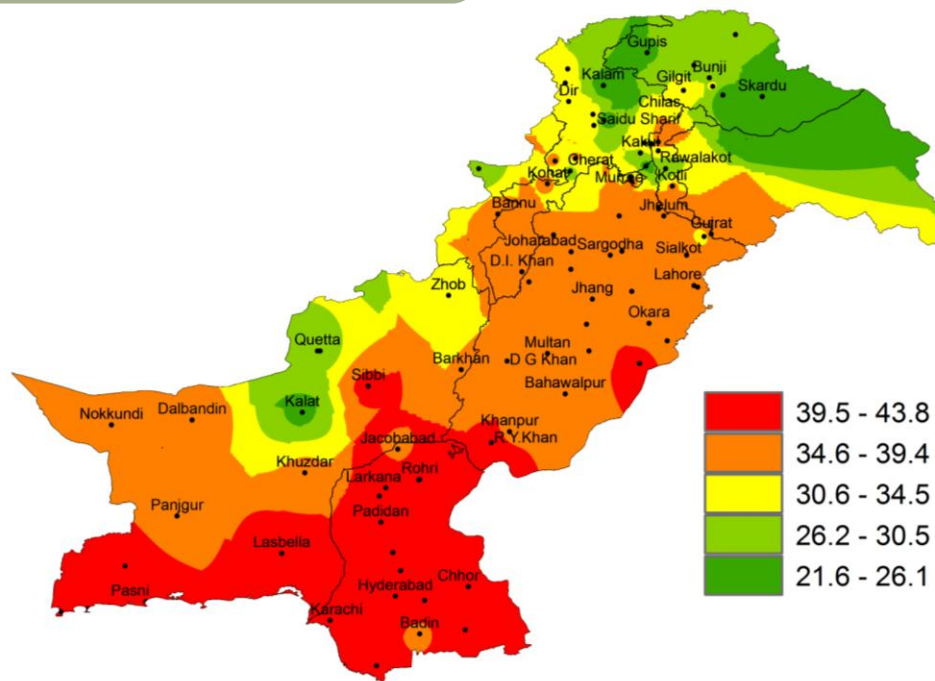 Gupis
Kalam
Bunji
Gilgit
Skardu
Dir
Chilas
Saidu Sharif
Kakul
Cherat
Rawalakot
Kohat
Murree
Kotli
Bannu
Jhelum
Gujrat
Joharabad
Sargodha
Sialkot
D.I. Khan
Lahore
Zhob
Jhang
Okara
Quetta
Multan
Barkhan
D G Khan
Sibbi
Bahawalpur
Kalat
Dalbandin
Nokkundi
Khanpur
R.Y.Khan
Jacobabad
Khuzdar
Rohri
Larkana
Panjgur
Padidan
Lasbella
Chhor
Pasni
Hyderabad
Karachi
Badin
39.5 - 43.8
34.6 - 39.4
30.6 - 34.5
26.2 - 30.5
21.6 - 26.1